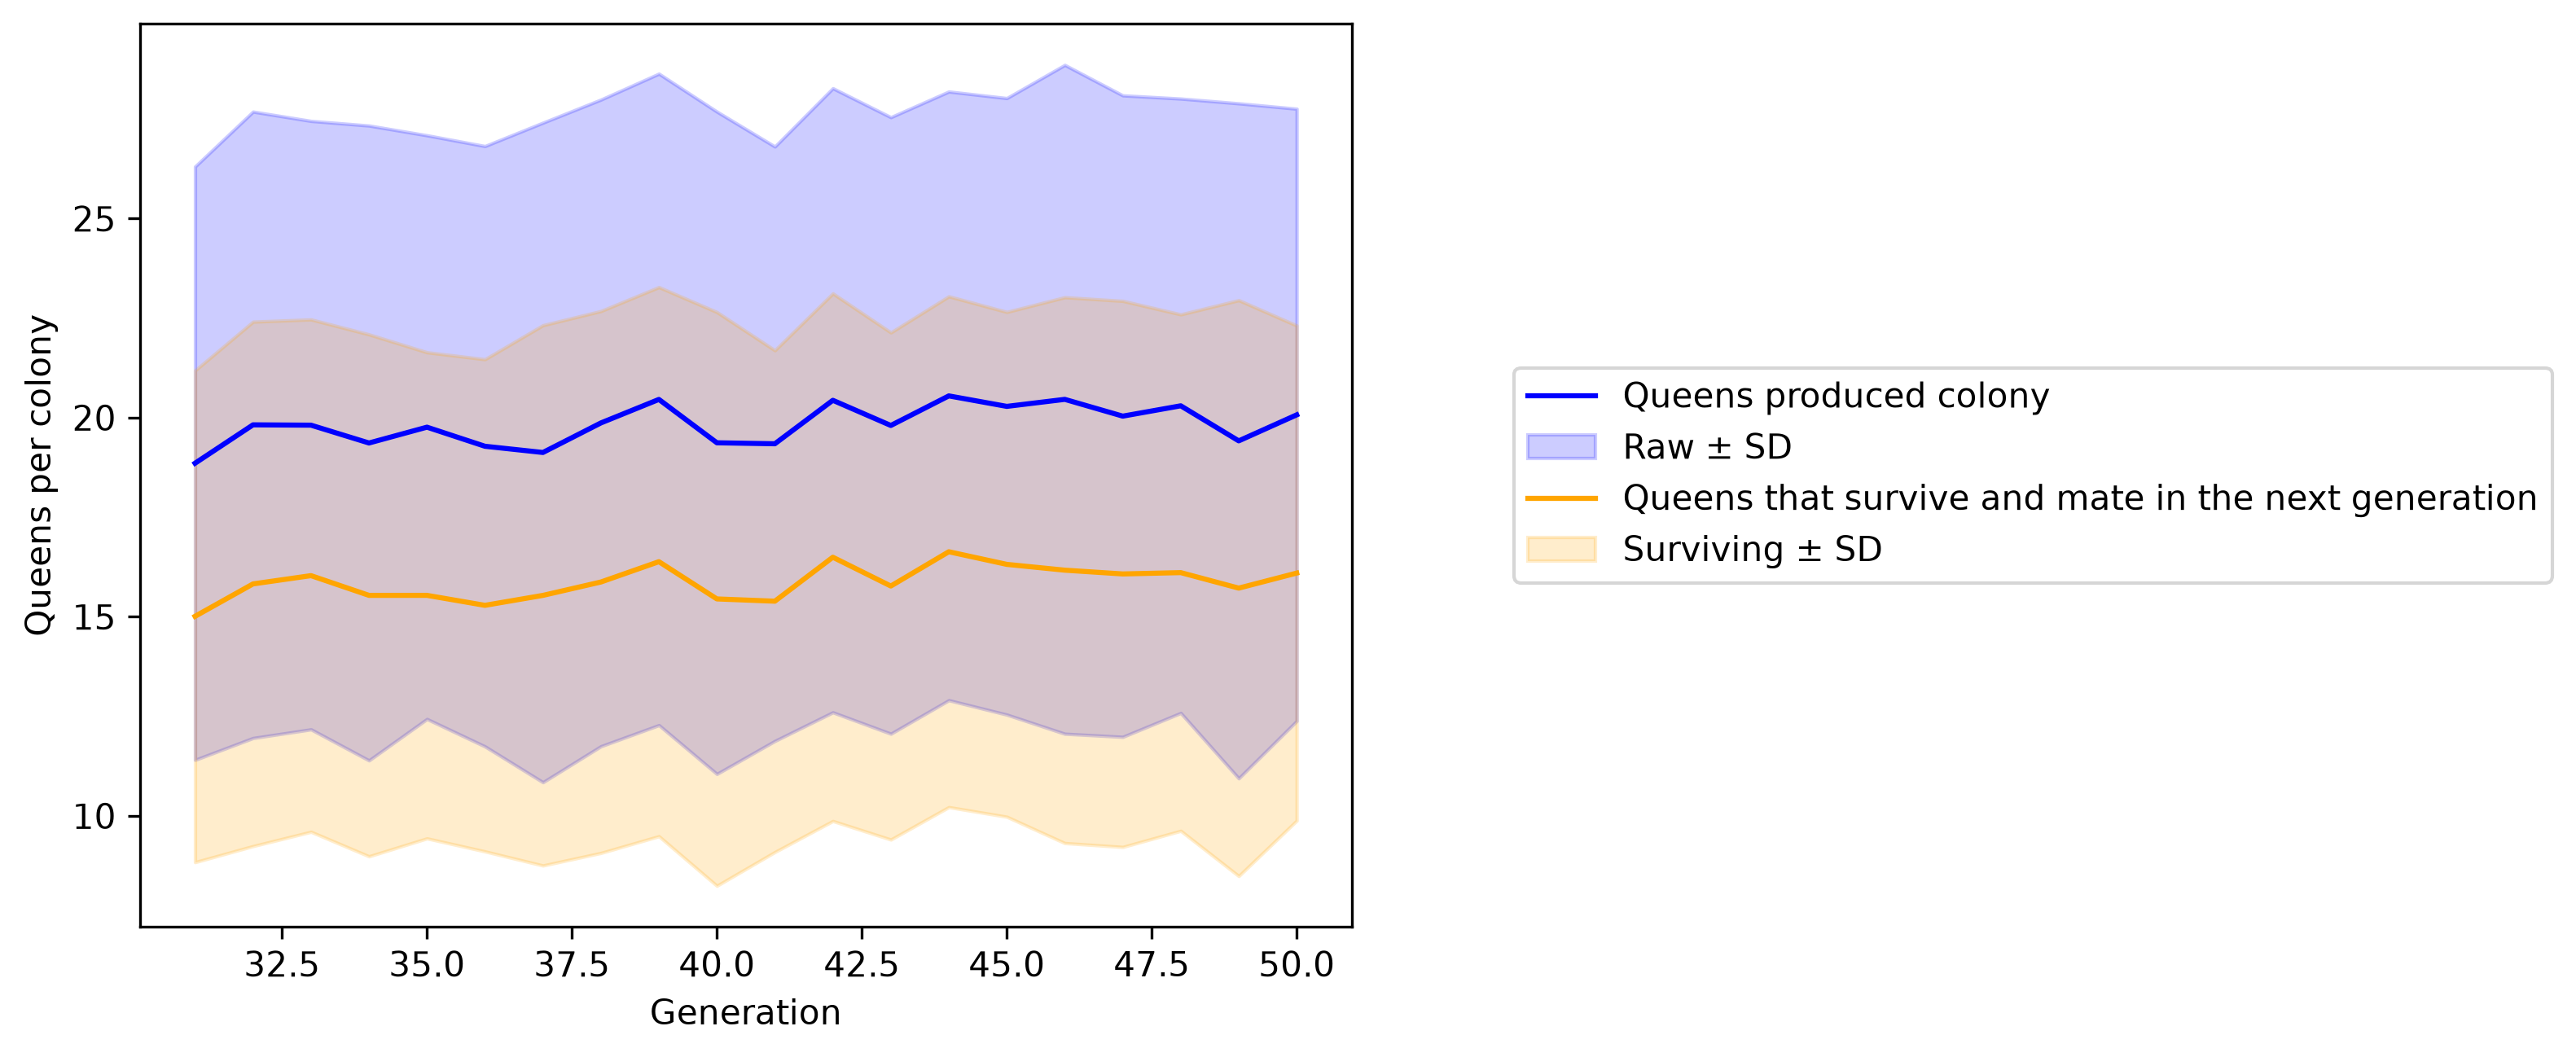 Queens per colony
25
20
15
10
32.5 35.0 37.5 40.0 42.5 45.0 47.5 50.0
Generation
Queens produced colony
Raw ± SD
Queens that survive and mate in the next generation
Surviving ± SD